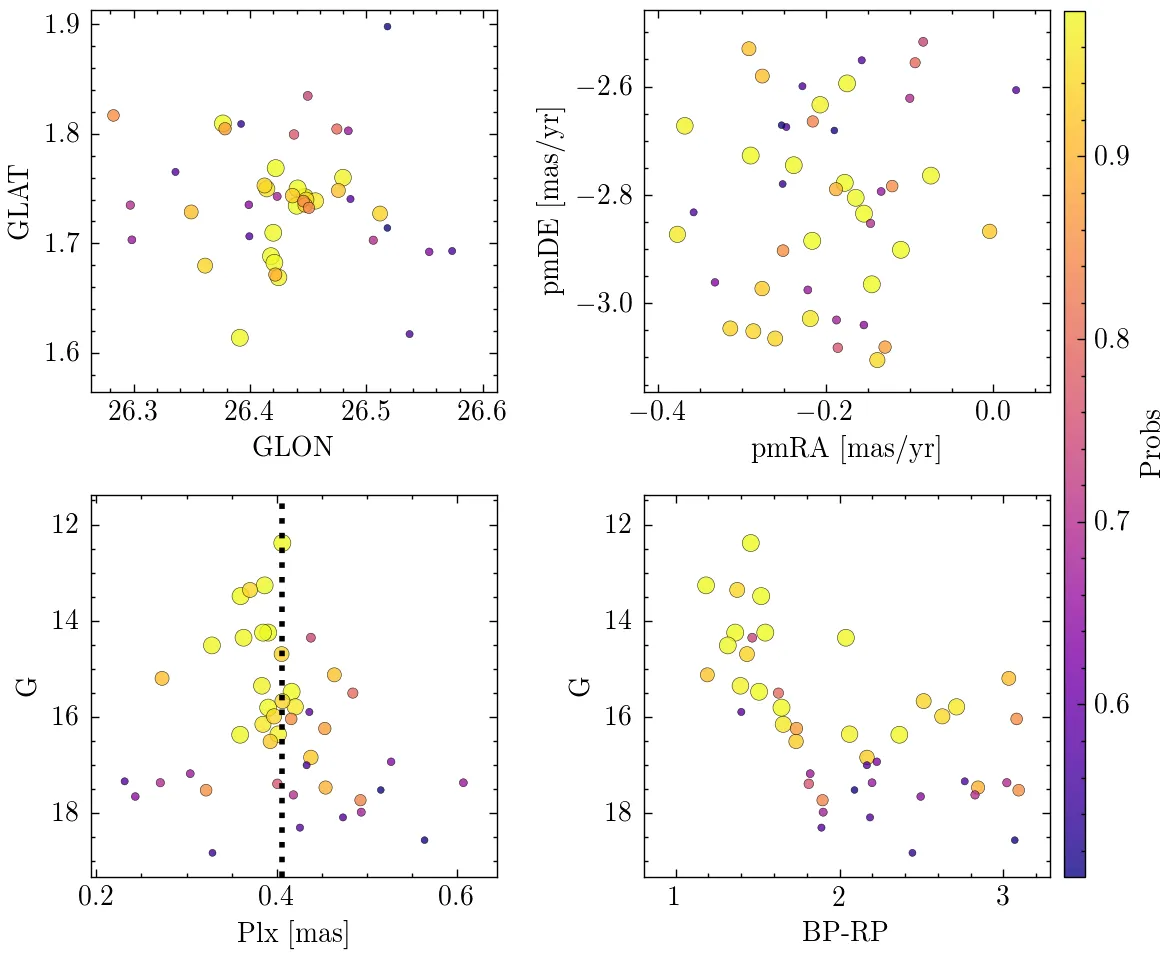 1.9
1.8
1.7
1.6
GLAT
26.3 26.4 26.5 26.6
GLON
−2.6
−2.8
−3.0
pmDE [mas/yr]
−0.4 −0.2 0.0
pmRA [mas/yr]
12
14
16
18
G
0.2 0.4 0.6
Plx [mas]
12
14
16
18
G
1 2 3
BP-RP
0.9
0.8
0.7
0.6
Probs